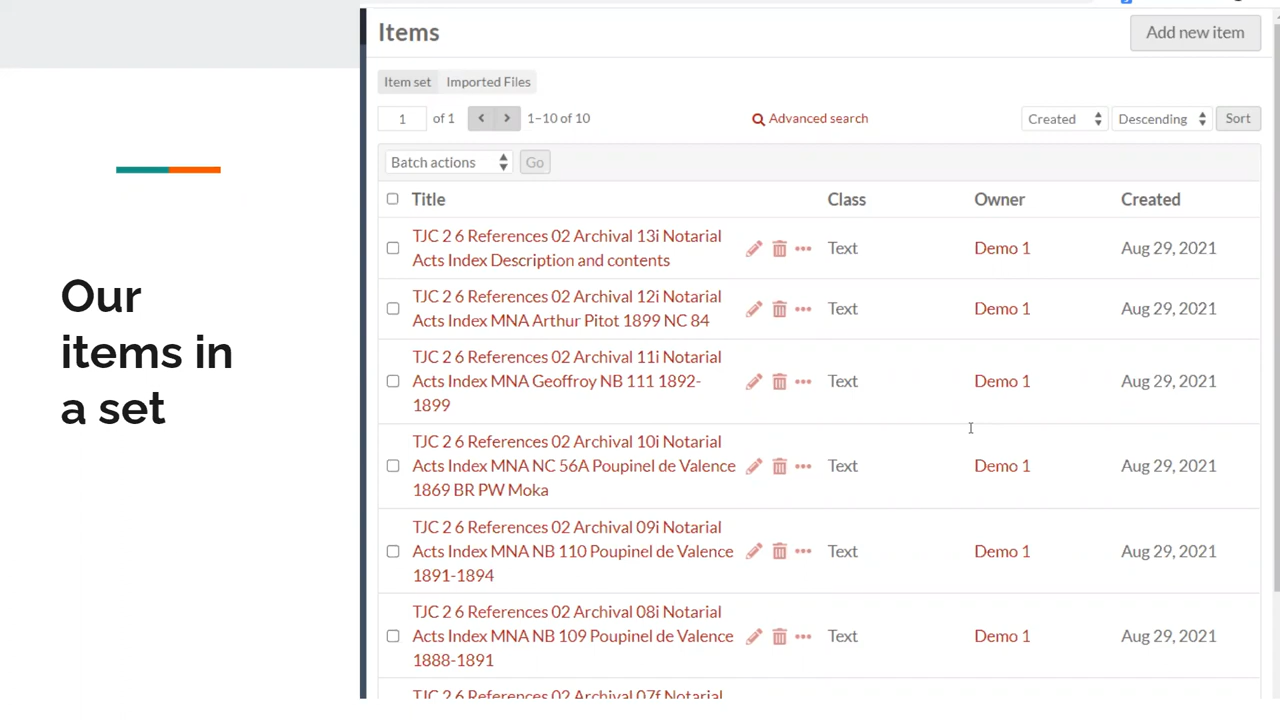 Our
items in
a set
Items
Add new item
Item set Imported Files
1 of 1 1–10 of 10 Advanced search Created Descending Sort
Batch actions Go
Title Class Owner Created
TJC 2 6 References 02 Archival 13i Notarial
Acts Index Description and contents
Text Demo 1 Aug 29, 2021
TJC 2 6 References 02 Archival 12i Notarial
Acts Index MNA Arthur Pitot 1899 NC 84
Text Demo 1 Aug 29, 2021
TJC 2 6 References 02 Archival 11i Notarial
Acts Index MNA Geoffroy NB 111 1892-
1899
Text Demo 1 Aug 29, 2021
TJC 2 6 References 02 Archival 10i Notarial
Acts Index MNA NC 56A Poupinel de Valence
1869 BR PW Moka
Text Demo 1 Aug 29, 2021
TJC 2 6 References 02 Archival 09i Notarial
Acts Index MNA NB 110 Poupinel de Valence
1891-1894
Text Demo 1 Aug 29, 2021
TJC 2 6 References 02 Archival 08i Notarial
Acts Index MNA NB 109 Poupinel de Valence
1888-1891
Text Demo 1 Aug 29, 2021
TJC 2 6 References 02 Archival 07f Notarial